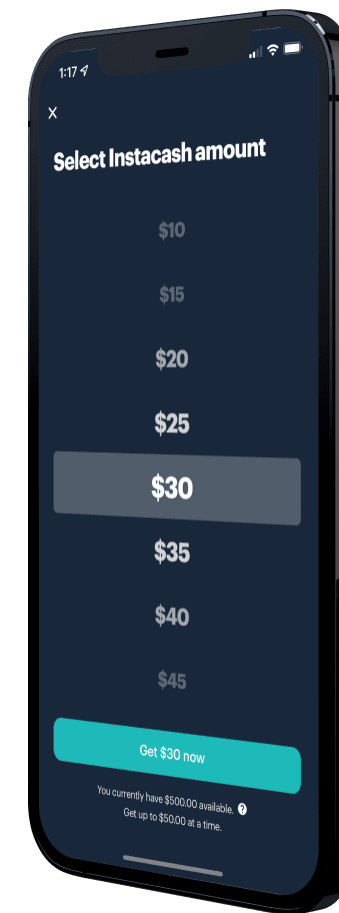 1:17
X
Select Instacash amount
$10
$15
$20
$25
$30
$35
$40
$45
Get $30 now
You currently have $500.00 available. ?
Get up to $50.00 at a time.